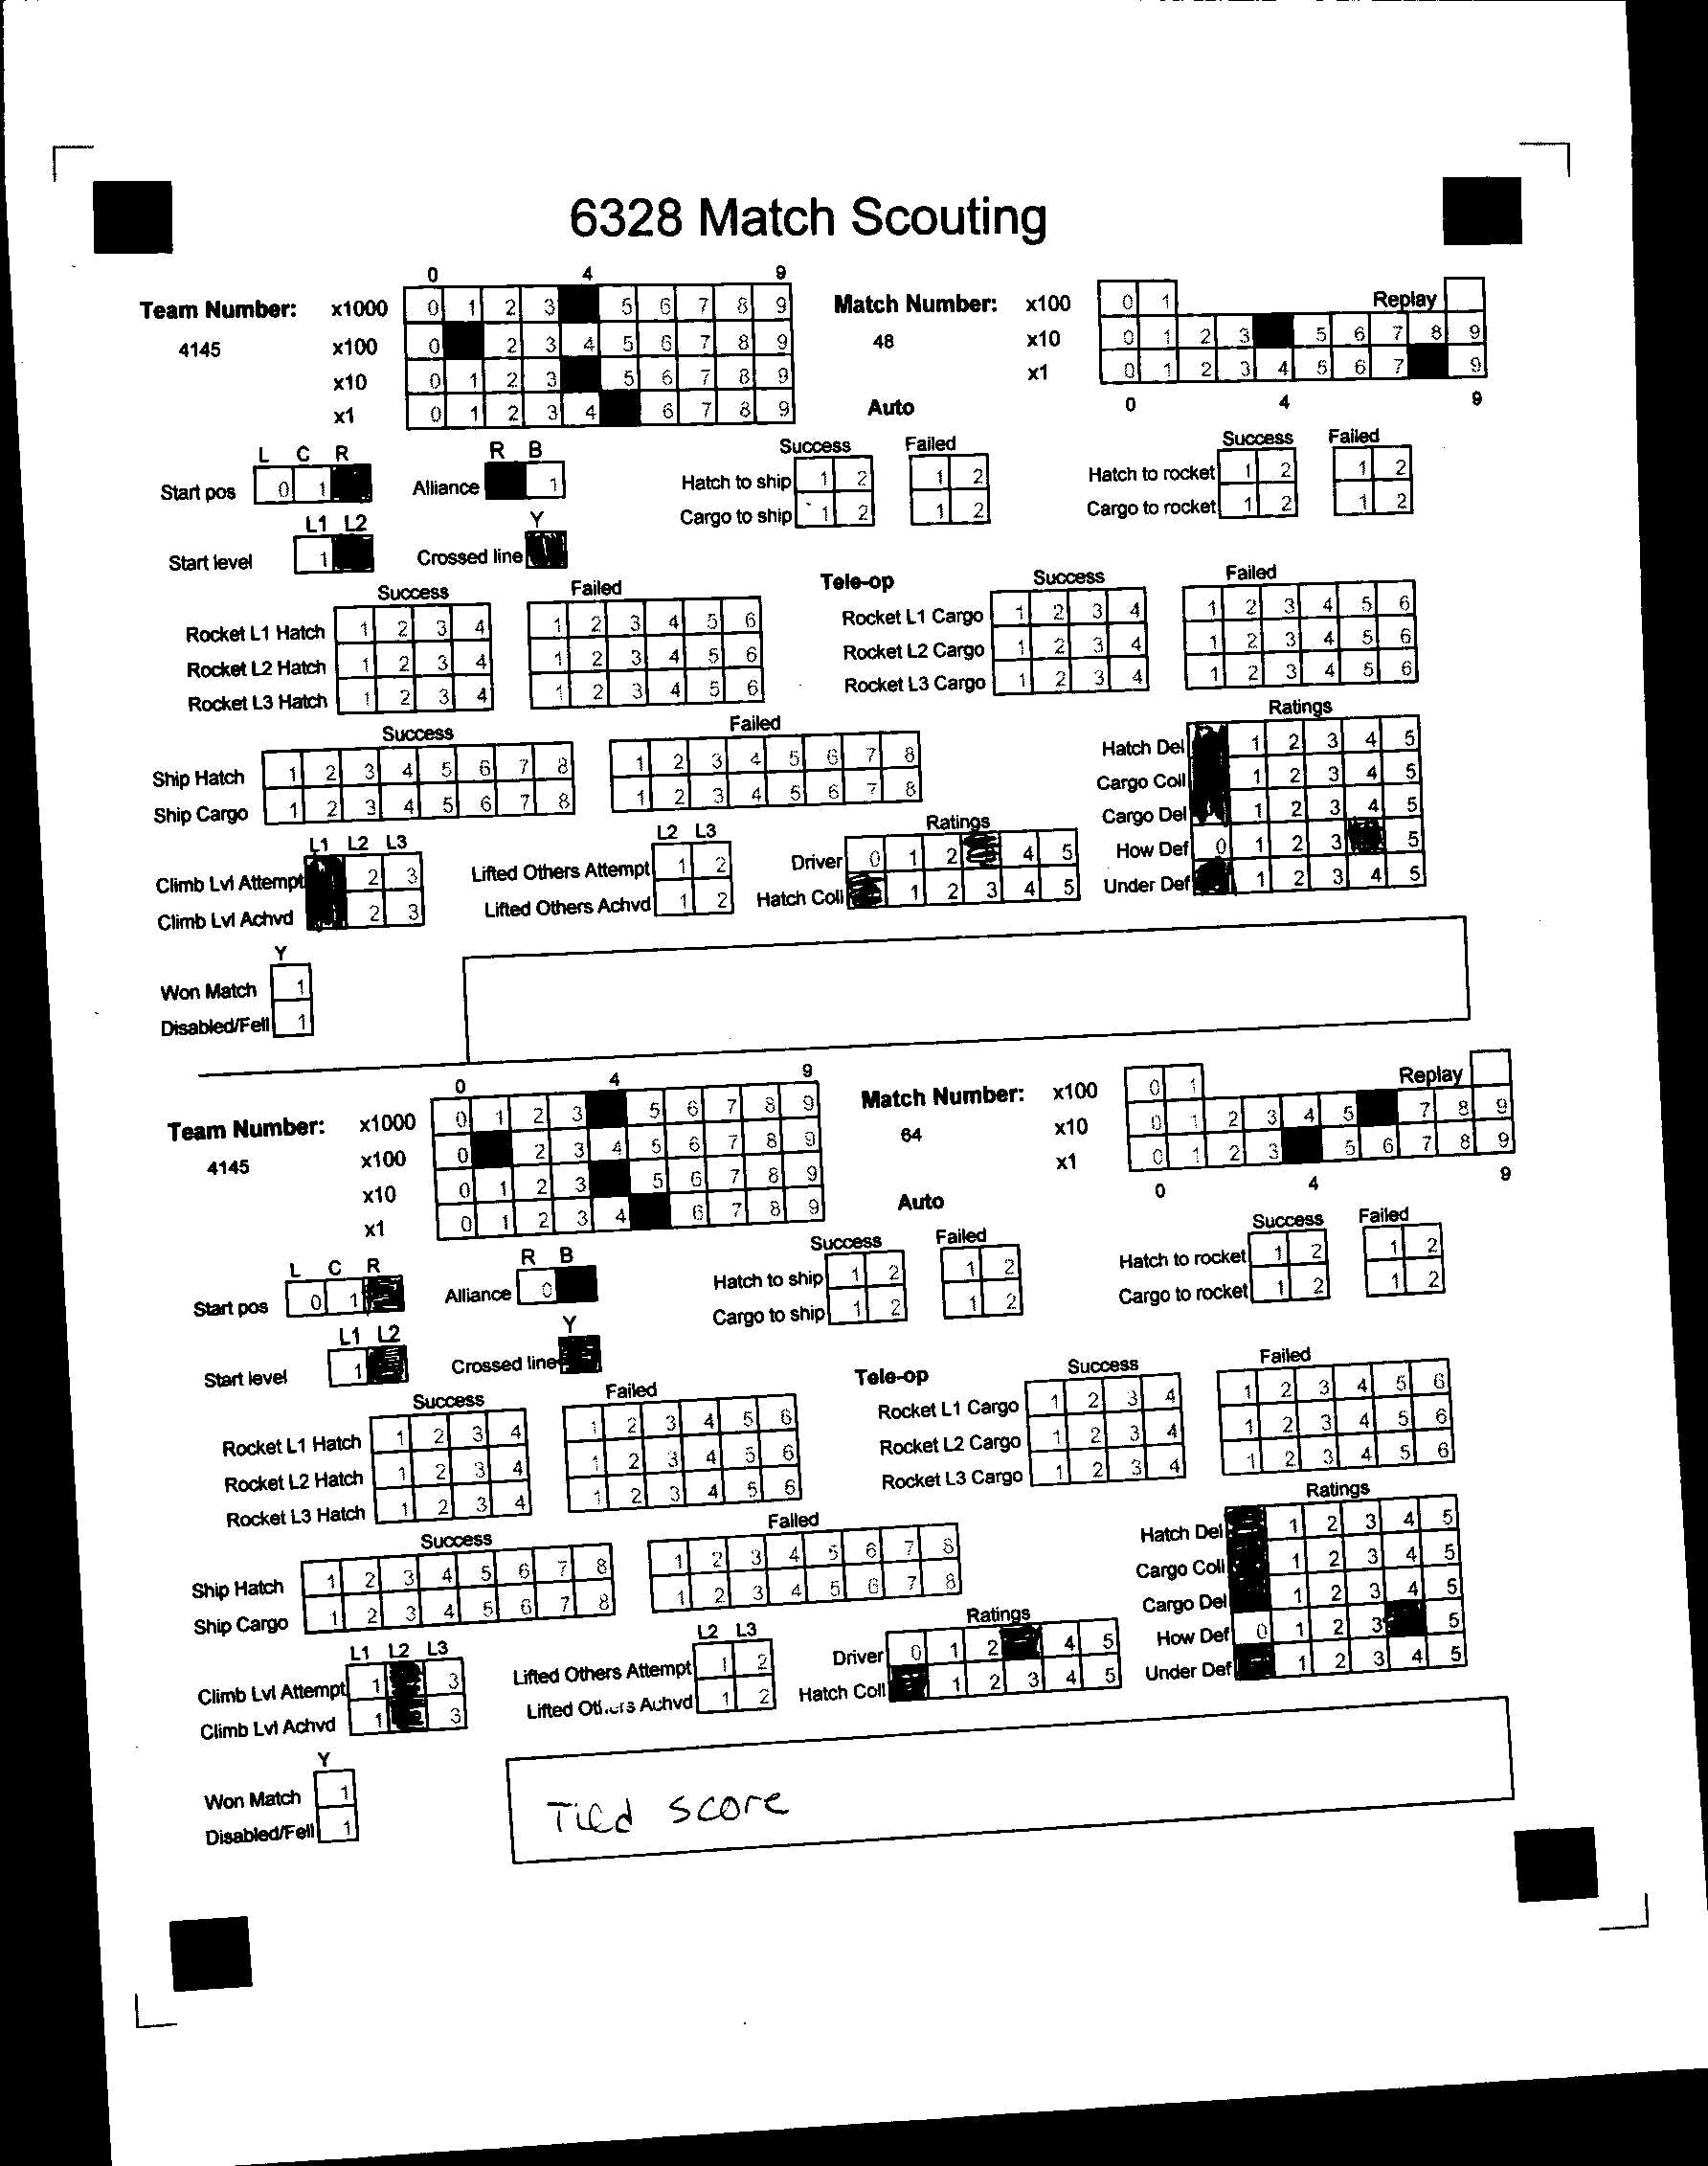 6328 Match Scouting
0 4 9
Team Number: x1000 0 1 2 3 5 6 7 8 9 Match Number: x100 0 1 Replay
4145 x100 0 2 3 4 5 6 7 8 9 48 x10 0 1 2 3 5 6 7 8 9
x10 0 1 2 3 5 6 7 8 9 x1 0 1 2 3 4 5 6 7 9
x1 0 1 2 3 4 6 7 8 9 Auto 0 4 9
L C R R B Success Failed Success Failed
Start pos 0 1 Alliance 1 Hatch to ship 1 2 1 2 Hatch to rocket 1 2 1 2
Cargo to ship 1 2 1 2 Cargo to rocket 1 2 1 2
L1 L2 Y
Start level 1 Crossed line
Success Failed Tele-op Success Failed
Rocket L1 Hatch 1 2 3 4 1 2 3 4 5 6 Rocket L1 Cargo 1 2 3 4 1 2 3 4 5 6
Rocket L2 Hatch 1 2 3 4 1 2 3 4 5 6 Rocket L2 Cargo 1 2 3 4 1 2 3 4 5 6
Rocket L3 Hatch 1 2 3 4 1 2 3 4 5 6 Rocket L3 Cargo 1 2 3 4 1 2 3 4 5 6
Success Failed Ratings
Ship Hatch 1 2 3 4 5 6 7 8 1 2 3 4 5 6 7 8 Hatch Del 1 2 3 4 5
Ship Cargo 1 2 3 4 5 6 7 8 1 2 3 4 5 6 7 8 Cargo Coll 1 2 3 4 5
Cargo Del 1 2 3 4 5
L1 L2 L3 L2 L3 Ratings
Climb Lvl Attempt 2 3 Lifted Others Attempt 1 2 Driver 0 1 2 4 5 How Def 0 1 2 3 5
Climb Lvl Achvd 2 3 Lifted Others Achvd 1 2 Hatch Coll 1 2 3 4 5 Under Def 1 2 3 4 5
Y
Won Match 1
Disabled/Fell 1
0 4 9
Team Number: x1000 0 1 2 3 5 6 7 8 9 Match Number: x100 0 1 Replay
4145 x100 0 2 3 4 5 6 7 8 9 64 x10 0 1 2 3 4 5 7 8 9
x10 0 1 2 3 5 6 7 8 9 x1 0 1 2 3 5 6 7 8 9
x1 0 1 2 3 4 6 7 8 9 Auto 0 4 9
L C R R B Success Failed Success Failed
Start pos 0 1 Alliance 0 Hatch to ship 1 2 1 2 Hatch to rocket 1 2 1 2
Cargo to ship 1 2 1 2 Cargo to rocket 1 2 1 2
L1 L2 Y
Start level 1 Crossed line
Success Failed Tele-op Success Failed
Rocket L1 Hatch 1 2 3 4 1 2 3 4 5 6 Rocket L1 Cargo 1 2 3 4 1 2 3 4 5 6
Rocket L2 Hatch 1 2 3 4 1 2 3 4 5 6 Rocket L2 Cargo 1 2 3 4 1 2 3 4 5 6
Rocket L3 Hatch 1 2 3 4 1 2 3 4 5 6 Rocket L3 Cargo 1 2 3 4 1 2 3 4 5 6
Success Failed Ratings
Ship Hatch 1 2 3 4 5 6 7 8 1 2 3 4 5 6 7 8 Hatch Del 1 2 3 4 5
Ship Cargo 1 2 3 4 5 6 7 8 1 2 3 4 5 6 7 8 Cargo Coll 1 2 3 4 5
Cargo Del 1 2 3 4 5
L1 L2 L3 L2 L3 Ratings
Climb Lvl Attempt 1 3 Lifted Others Attempt 1 2 Driver 0 1 2 4 5 How Def 0 1 2 3 5
Climb Lvl Achvd 1 3 Lifted Others Achvd 1 2 Hatch Coll 1 2 3 4 5 Under Def 1 2 3 4 5
Y
Won Match 1
Disabled/Fell 1
Tied score